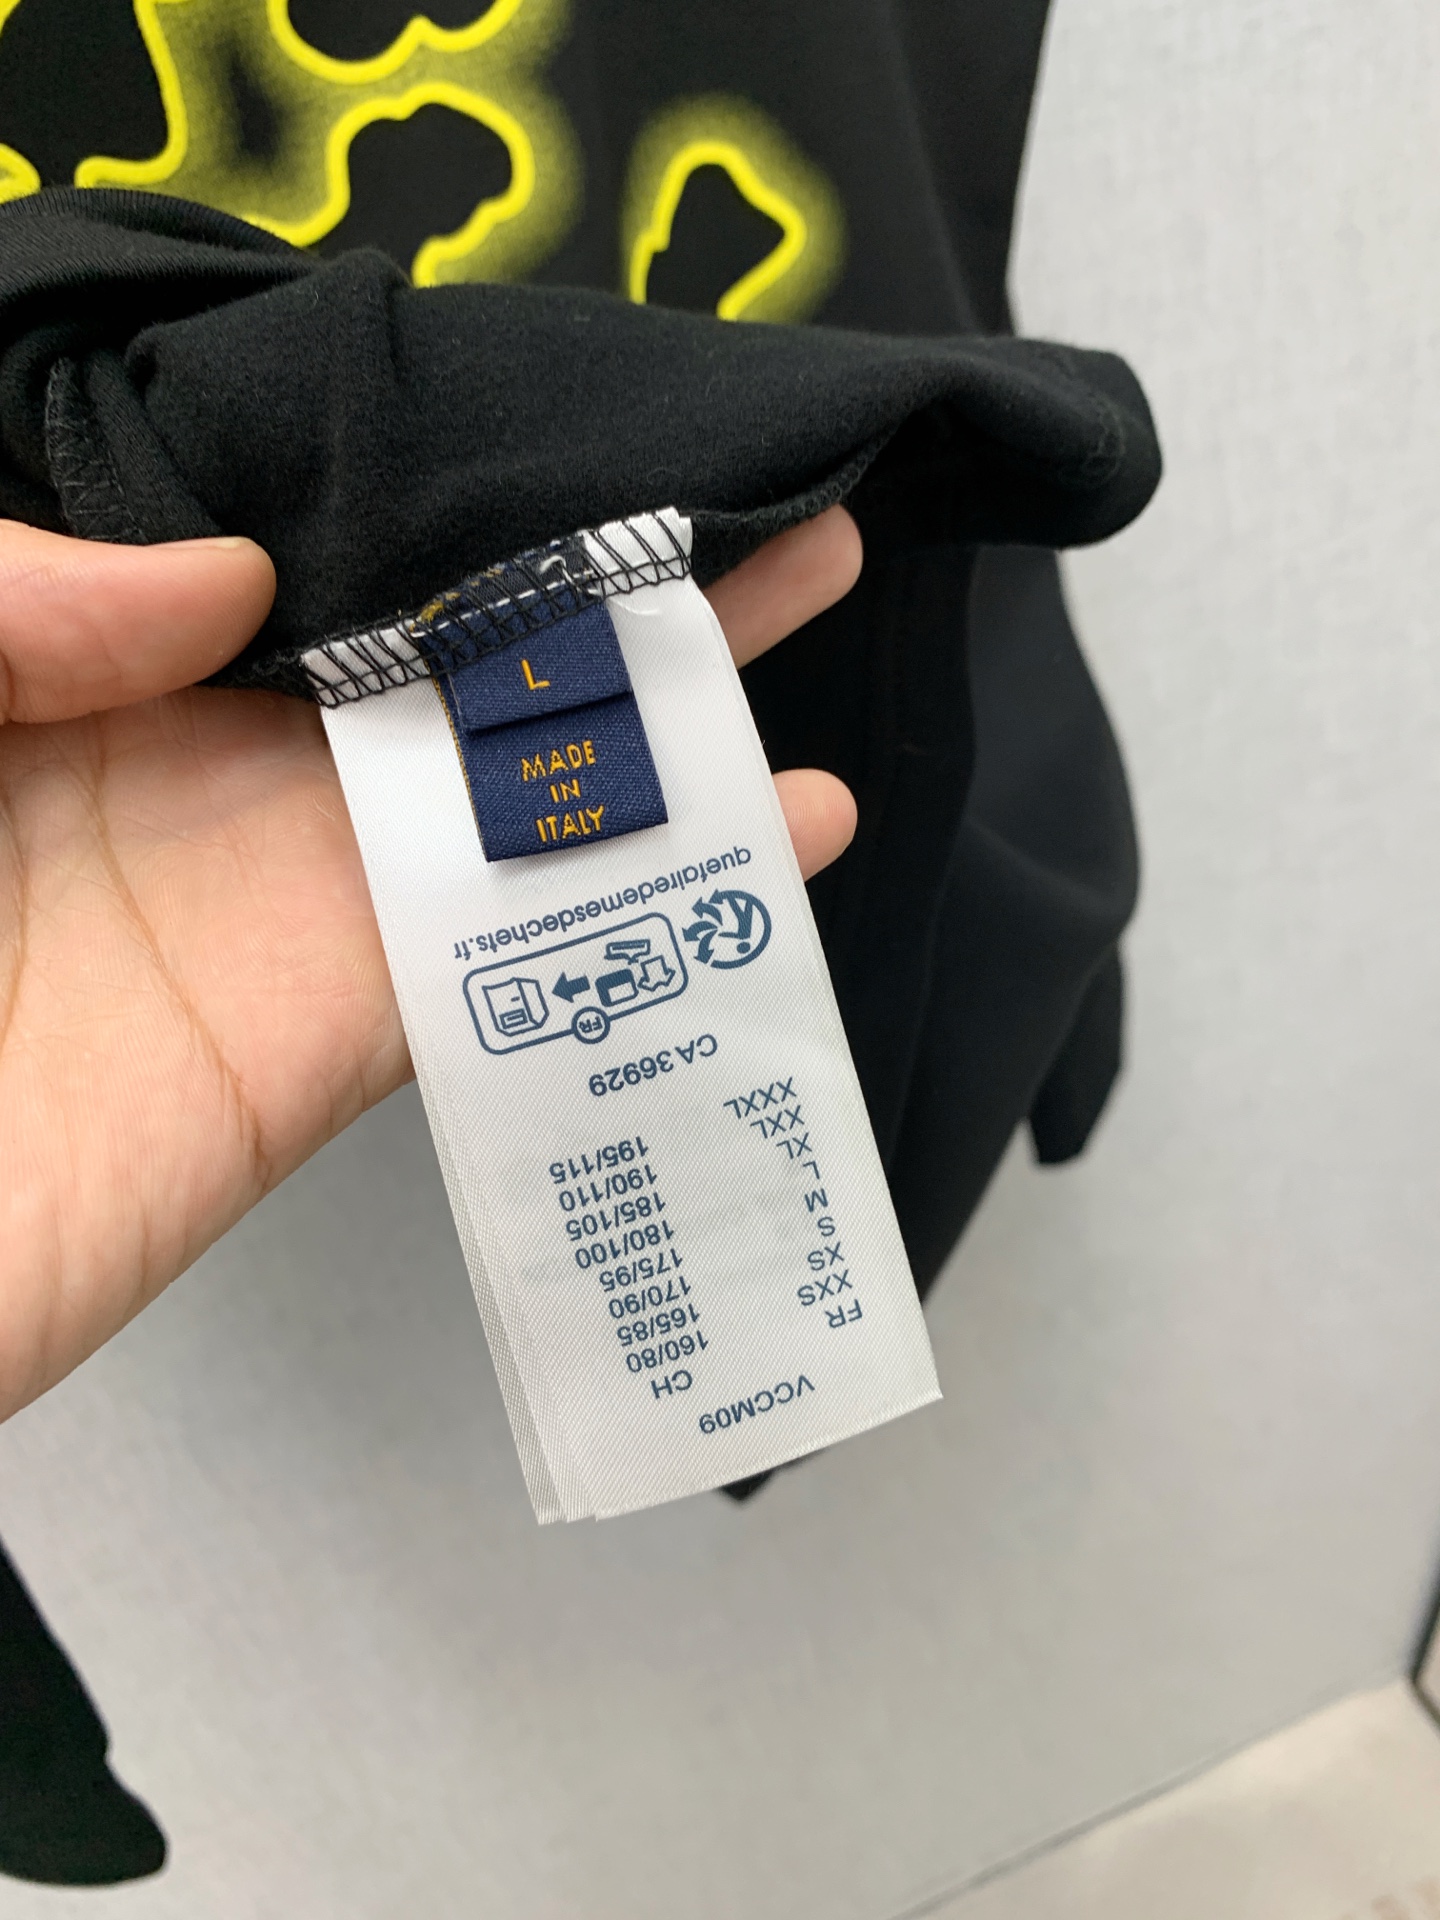 L
MADE
IN
ITALY
VCCM09
FR CH
XXS 160/80
XS 165/85
S 170/90
M 175/95
L 180/100
XL 185/105
XXL 190/110
XXXL 195/115
CA 36929
FR
quefairedemesdechets.fr